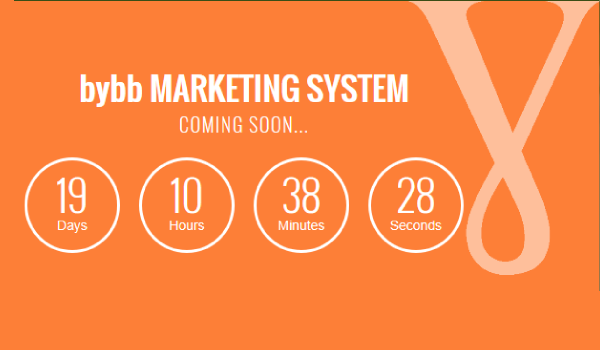 bybb MARKETING SYSTEM
COMING SOON...
19 10 38 28
Days Hours Minutes Seconds